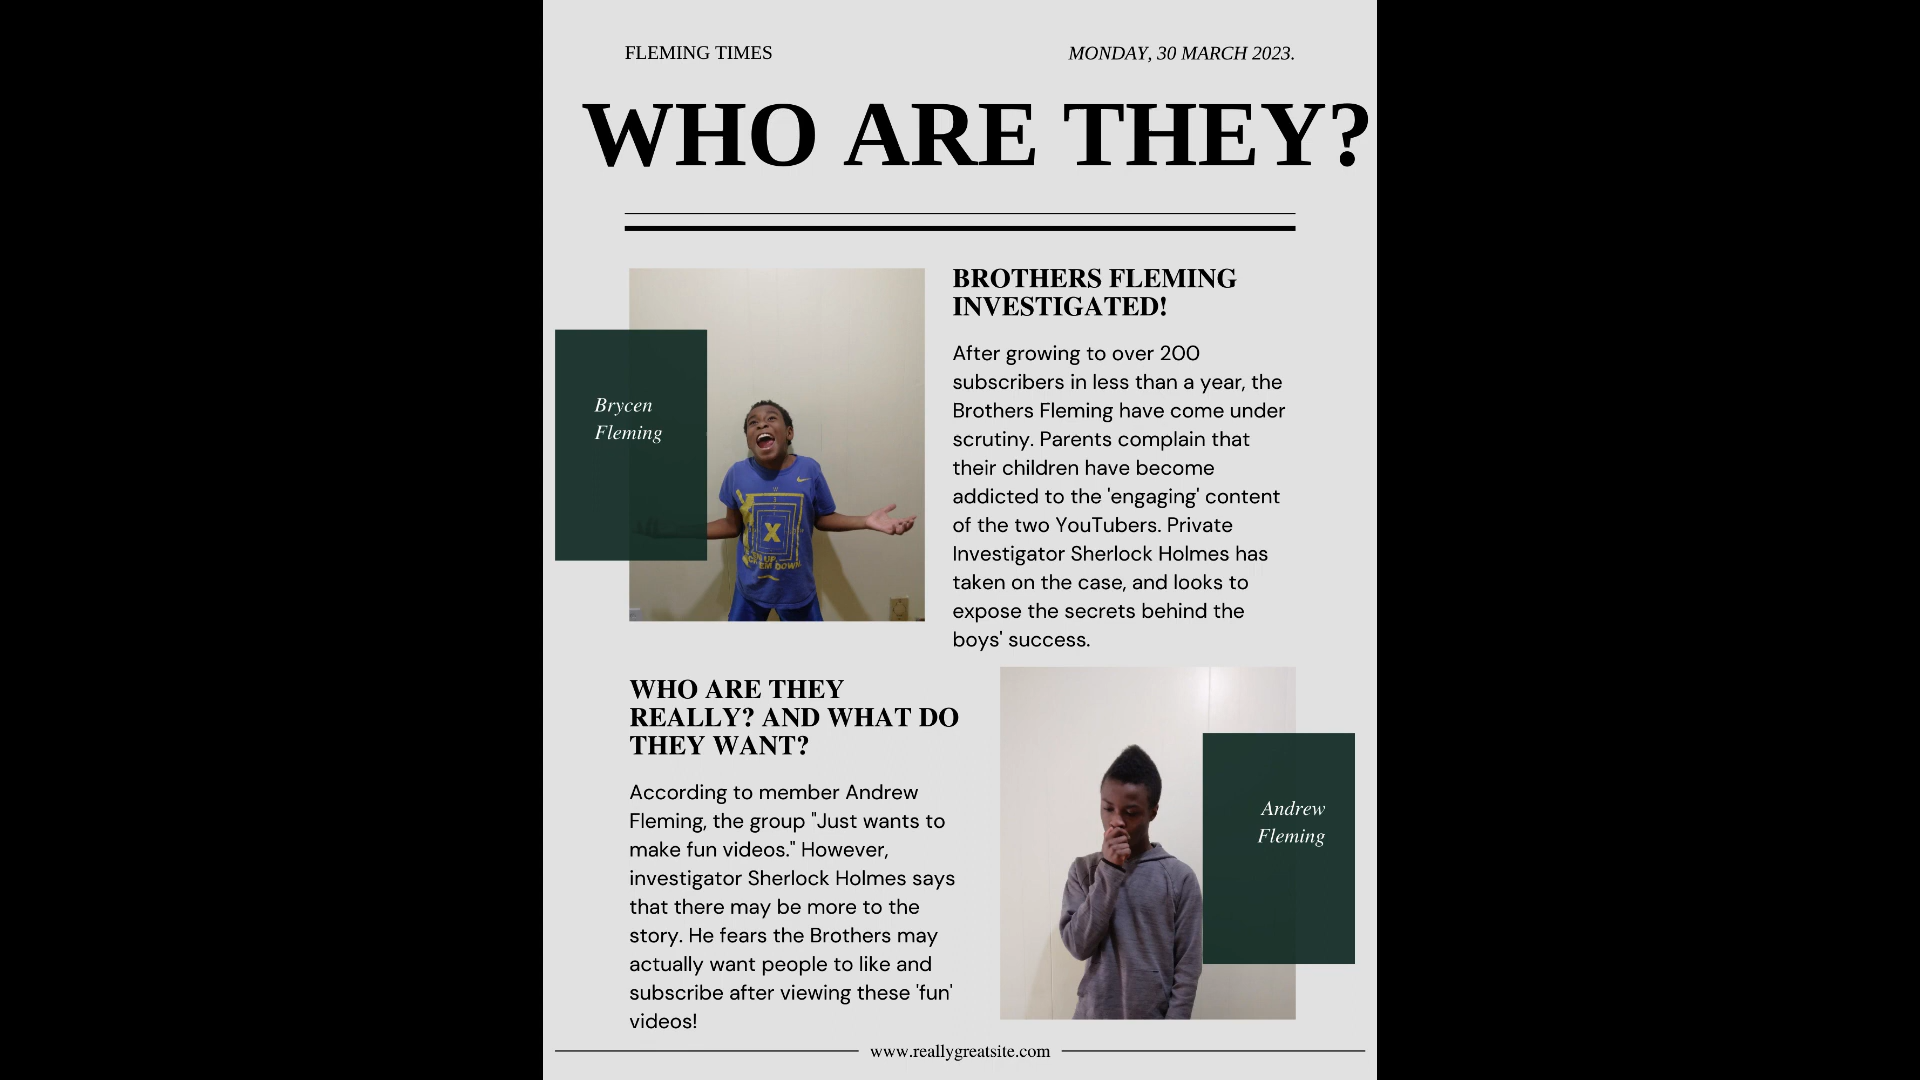 FLEMING TIMES
MONDAY, 30 MARCH 2023.
WHO ARE THEY?
BROTHERS FLEMING
INVESTIGATED!
After growing to over 200
subscribers in less than a year, the
Brothers Fleming have come under
scrutiny. Parents complain that
their children have become
addicted to the 'engaging' content
of the two YouTubers. Private
Investigator Sherlock Holmes has
taken on the case, and looks to
expose the secrets behind the
boys' success.
Brycen
Fleming
X
WHO ARE THEY
REALLY? AND WHAT DO
THEY WANT?
According to member Andrew
Fleming, the group "Just wants to
make fun videos." However,
investigator Sherlock Holmes says
that there may be more to the
story. He fears the Brothers may
actually want people to like and
subscribe after viewing these 'fun'
videos!
Andrew
Fleming
www.reallygreatsite.com